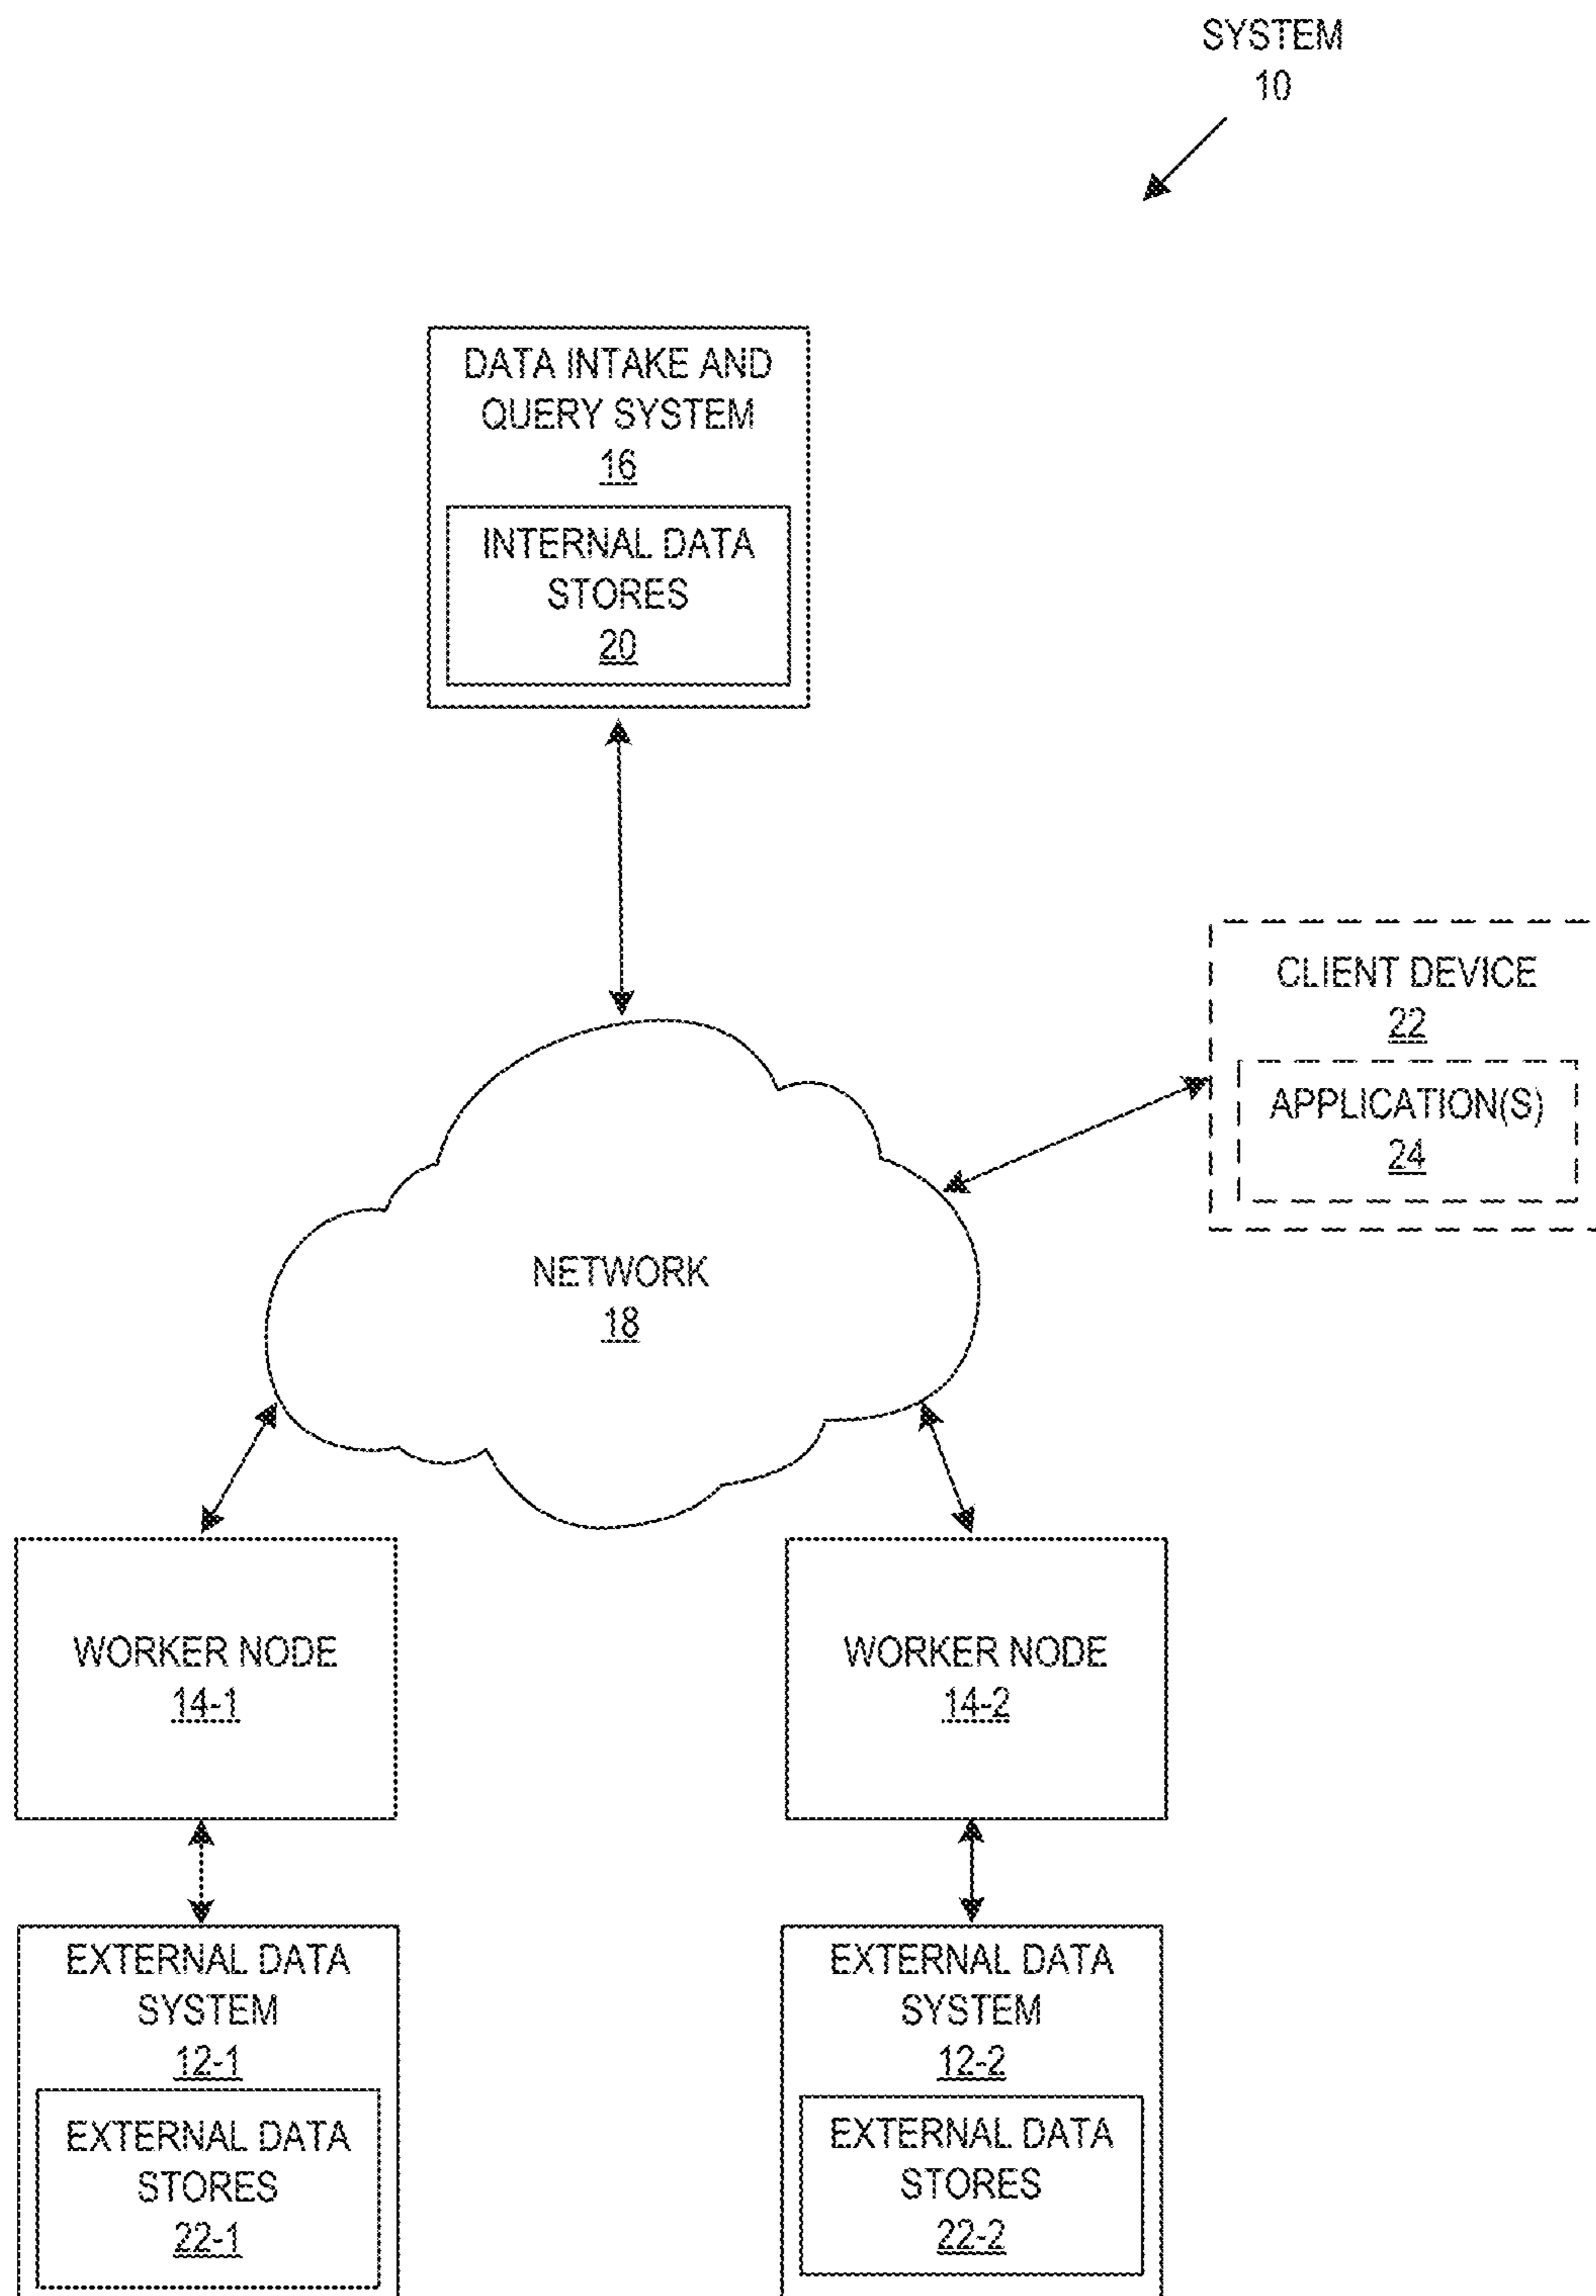 SYSTEM
10
DATA INTAKE AND
QUERY SYSTEM
16
INTERNAL DATA
STORES
20
CLIENT DEVICE
22
APPLICATION(S)
24
NETWORK
18
WORKER NODE
14-1
WORKER NODE
14-2
EXTERNAL DATA
SYSTEM
12-1
EXTERNAL DATA
STORES
22-1
EXTERNAL DATA
SYSTEM
12-2
EXTERNAL DATA
STORES
22-2